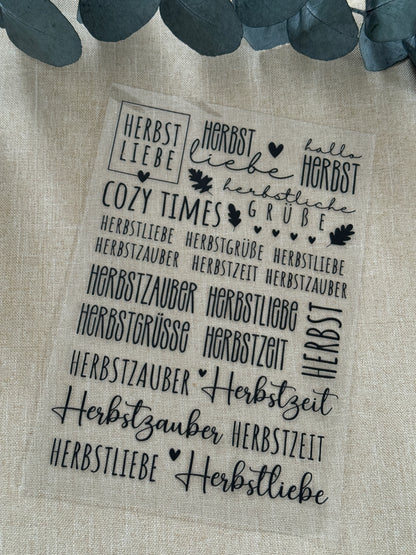 HERBST
LIEBE
HERBST
liebe
hallo
HERBST
COZY TIMES
herbstliche
GRÜßE
HERBSTLIEBE HERBSTGRÜßE HERBSTLIEBE
HERBSTZAUBER HERBSTZEIT HERBSTZAUBER
HERBSTZAUBER HERBSTLIEBE
HERBSTGRÜSSE HERBSTZEIT
HERBST
HERBSTZAUBER Herbstzeit
Herbstzauber HERBSTZEIT
HERBSTLIEBE Herbstliebe